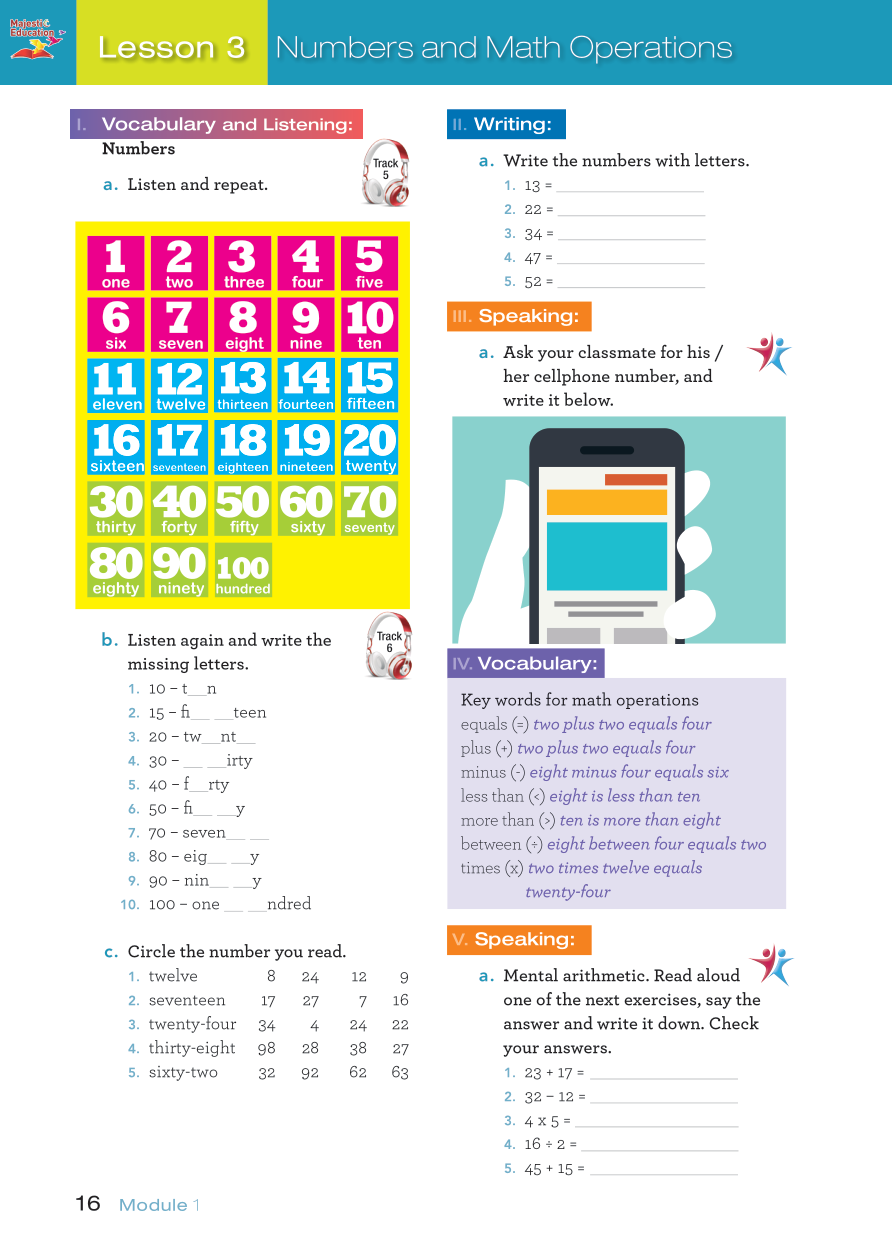 Majestic
Education
Lesson 3 Numbers and Math Operations
I. Vocabulary and Listening:
Numbers
Track
5
a. Listen and repeat.
1 2 3 4 5
one two three four five
6 7 8 9 10
six seven eight nine ten
11 12 13 14 15
eleven twelve thirteen fourteen fifteen
16 17 18 19 20
sixteen seventeen eighteen nineteen twenty
30 40 50 60 70
thirty forty fifty sixty seventy
80 90 100
eighty ninety hundred
Track
6
b. Listen again and write the
missing letters.
1. 10 – t__n
2. 15 – fi__ __teen
3. 20 – tw__nt__
4. 30 – __ __irty
5. 40 – f__rty
6. 50 – fi__ __y
7. 70 – seven__ __
8. 80 – eig__ __y
9. 90 – nin__ __y
10. 100 – one __ __ndred
c. Circle the number you read.
1. twelve 8 24 12 9
2. seventeen 17 27 7 16
3. twenty-four 34 4 24 22
4. thirty-eight 98 28 38 27
5. sixty-two 32 92 62 63
II. Writing:
a. Write the numbers with letters.
1. 13 = ____________________
2. 22 = ____________________
3. 34 = ____________________
4. 47 = ____________________
5. 52 = ____________________
III. Speaking:
a. Ask your classmate for his /
her cellphone number, and
write it below.
IV. Vocabulary:
Key words for math operations
equals (=) two plus two equals four
plus (+) two plus two equals four
minus (-) eight minus four equals six
less than (<) eight is less than ten
more than (>) ten is more than eight
between (÷) eight between four equals two
times (x) two times twelve equals
twenty-four
V. Speaking:
a. Mental arithmetic. Read aloud
one of the next exercises, say the
answer and write it down. Check
your answers.
1. 23 + 17 = ____________________
2. 32 – 12 = ____________________
3. 4 x 5 = ____________________
4. 16 ÷ 2 = ____________________
5. 45 + 15 = ____________________
16 Module 1